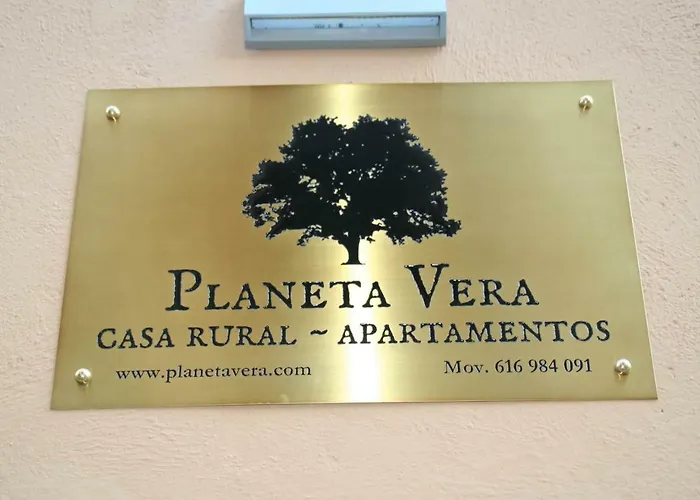 PLANETA VERA
CASA RURAL ~ APARTAMENTOS
www.planetavera.com Mov. 616 984 091